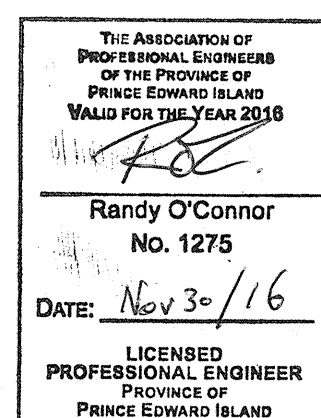 THE ASSOCIATION OF
PROFESSIONAL ENGINEERS
OF THE PROVINCE OF
PRINCE EDWARD ISLAND
VALID FOR THE YEAR 2016
Randy O'Connor
No. 1275
DATE: Nov 30/16
LICENSED
PROFESSIONAL ENGINEER
PROVINCE OF
PRINCE EDWARD ISLAND